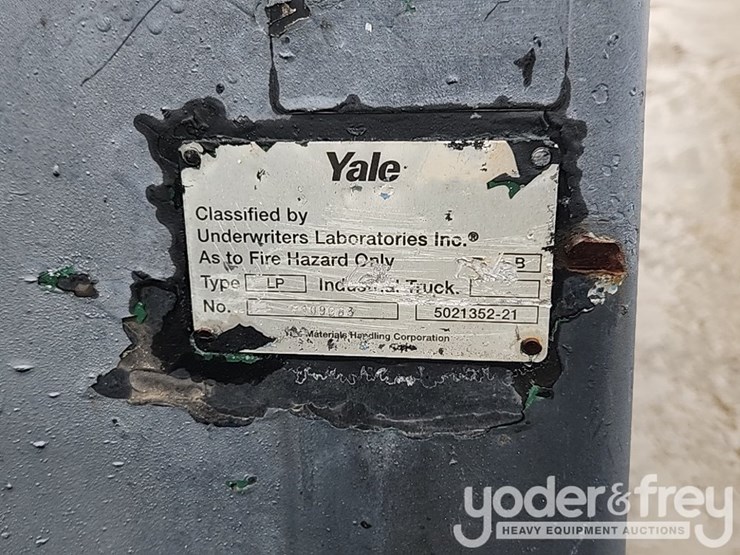 Yale
Classified by
Underwriters Laboratories Inc.®
As to Fire Hazard Only B
Type LP Industrial Truck.
No. 5021352-21
Materials Handling Corporation
yoder&frey
HEAVY EQUIPMENT AUCTIONS